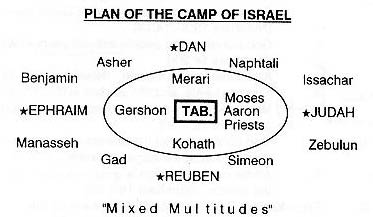 PLAN OF THE CAMP OF ISRAEL
★DAN
Asher Naphtali
Benjamin Merari Issachar
★EPHRAIM Gershon TAB. Moses Aaron Priests ★JUDAH
Manasseh Kohath Zebulun
Gad Simeon
★REUBEN
"Mixed Multitudes"